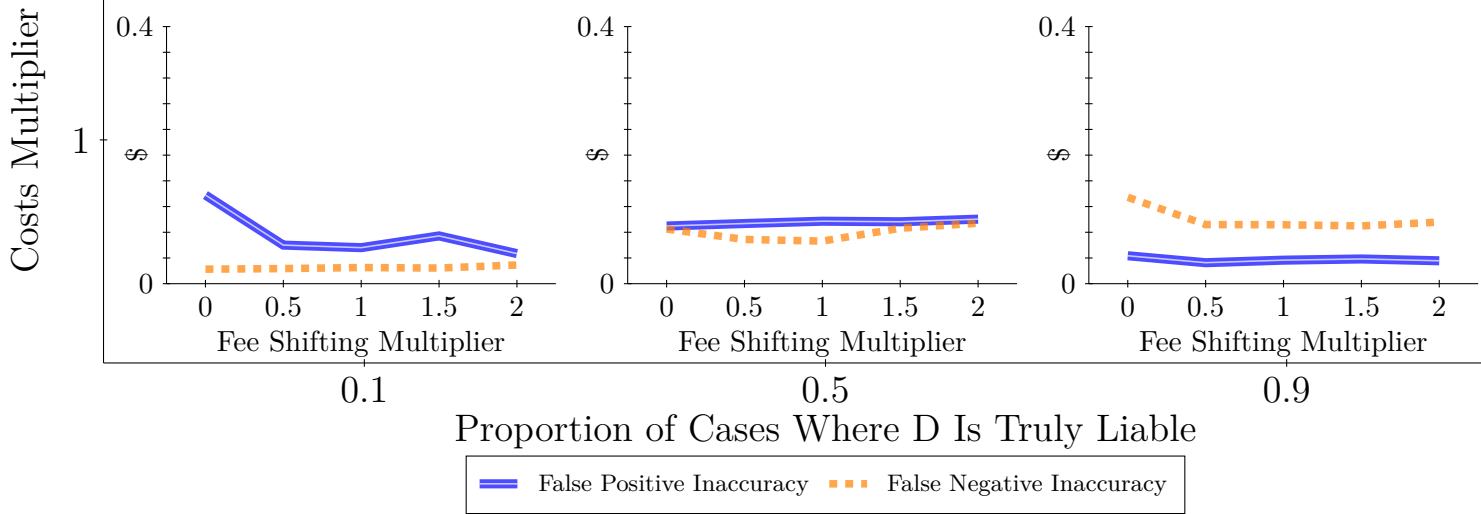 Costs Multiplier
1
0.4
0
$
0 0.5 1 1.5 2
Fee Shifting Multiplier
0.4
0
$
0 0.5 1 1.5 2
Fee Shifting Multiplier
0.4
0
$
0 0.5 1 1.5 2
Fee Shifting Multiplier
0.1 0.5 0.9
Proportion of Cases Where D Is Truly Liable
False Positive Inaccuracy False Negative Inaccuracy